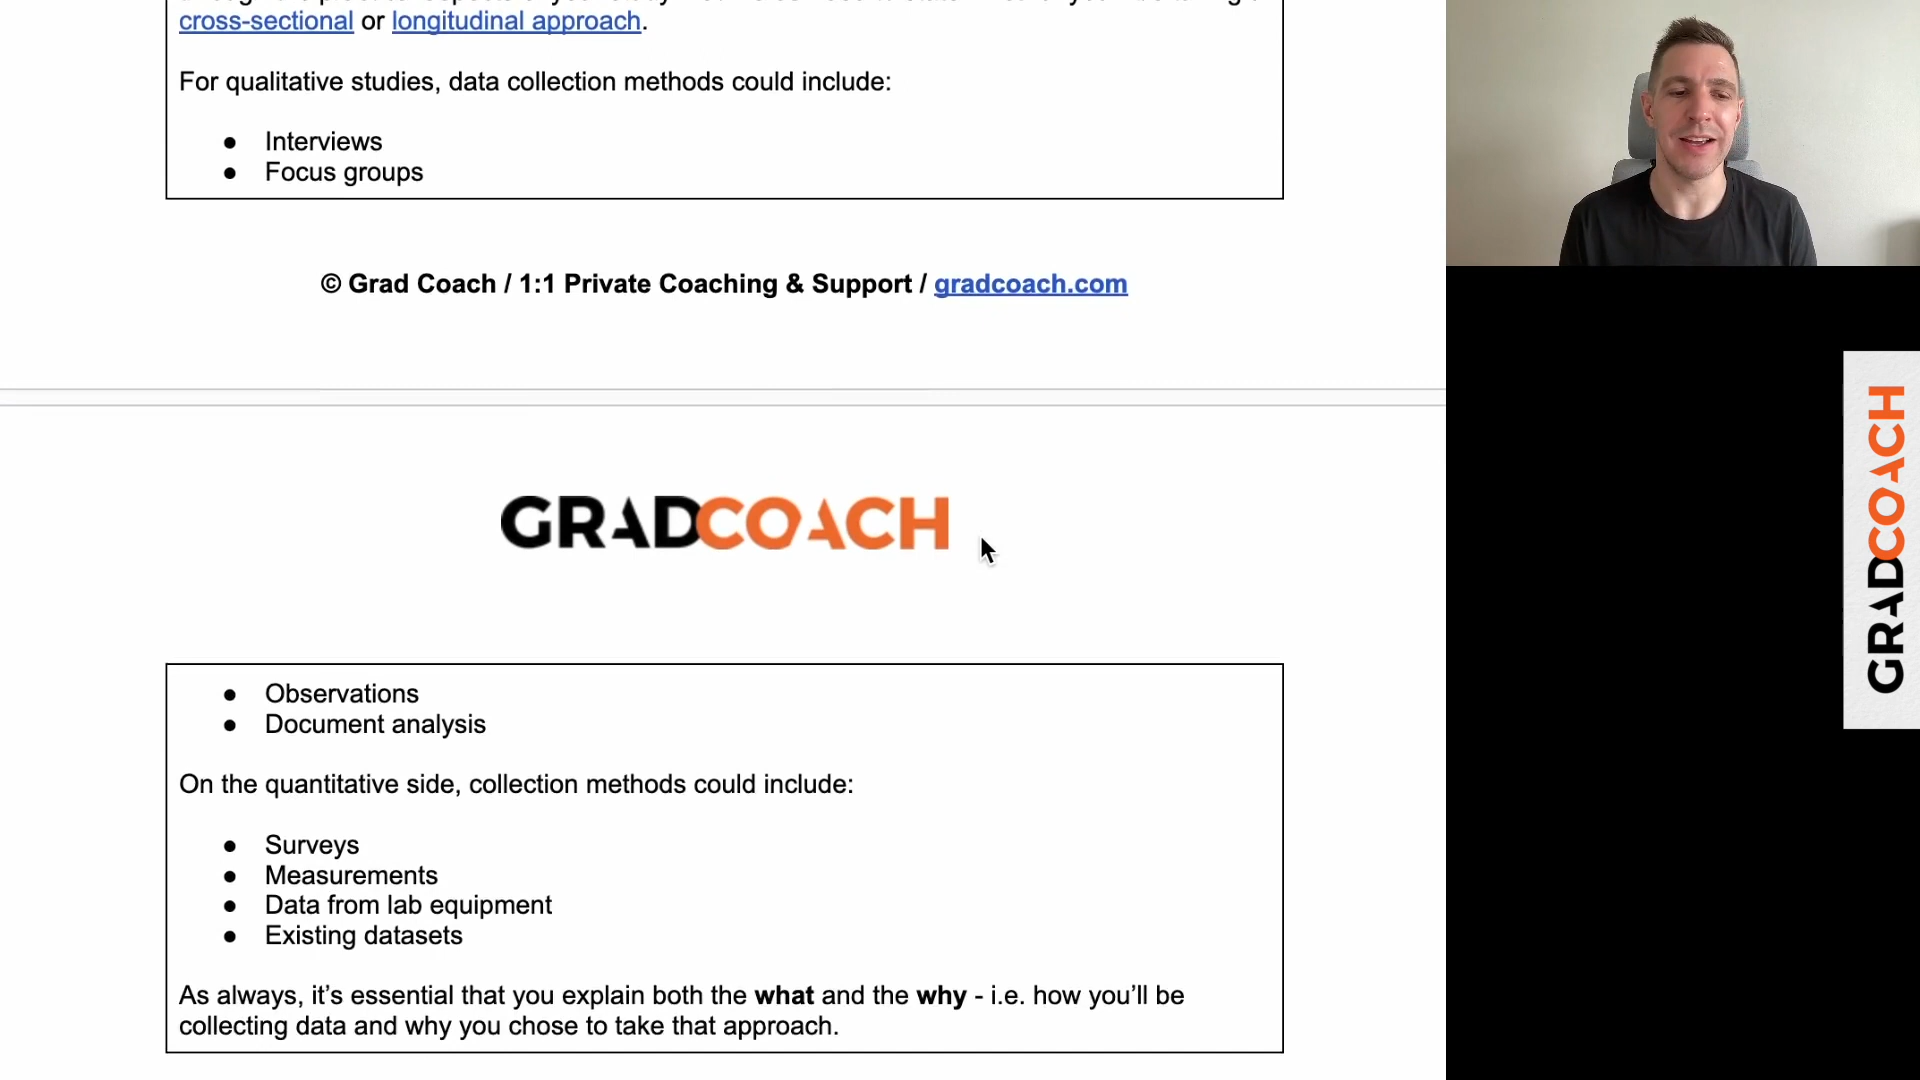 cross-sectional or longitudinal approach.
For qualitative studies, data collection methods could include:
● Interviews
● Focus groups
© Grad Coach / 1:1 Private Coaching & Support / gradcoach.com
GRADCOACH
● Observations
● Document analysis
On the quantitative side, collection methods could include:
● Surveys
● Measurements
● Data from lab equipment
● Existing datasets
As always, it’s essential that you explain both the what and the why - i.e. how you’ll be
collecting data and why you chose to take that approach.
GRADCOACH